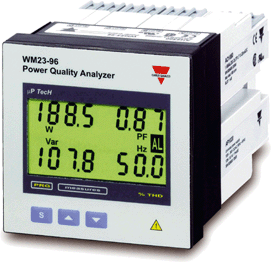 WM23-96
Power Quality Analyzer
µP TecH
188.5 0.87
W PF
Var Hz AL
107.8 50.0
PRG measures % THD
S